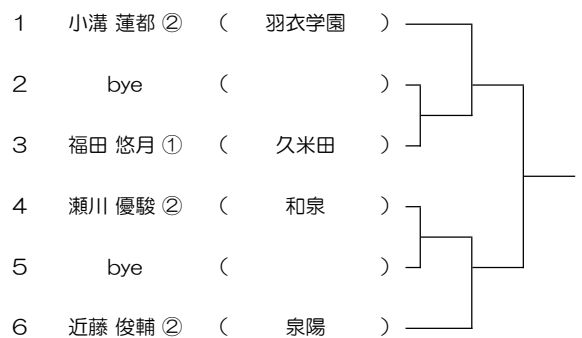 1 小溝 蓮都 ② ( 羽衣学園 )
2 bye ( )
3 福田 悠月 ① ( 久米田 )
4 瀬川 優駿 ② ( 和泉 )
5 bye ( )
6 近藤 俊輔 ② ( 泉陽 )